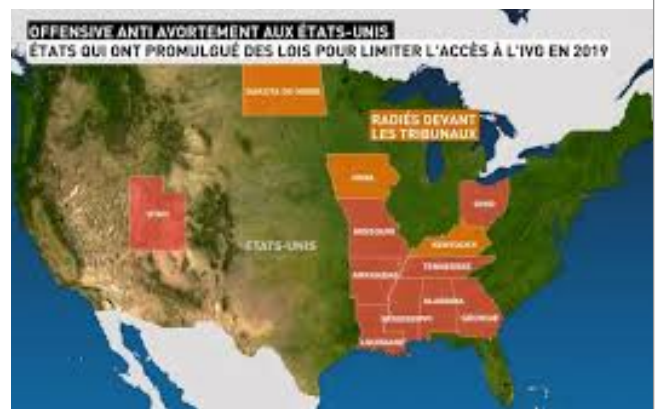 OFFENSIVE ANTI AVORTEMENT AUX ÉTATS-UNIS
ÉTATS QUI ONT PROMULGUÉ DES LOIS POUR LIMITER L'ACCÈS À L'IVG EN 2019
DAKOTA DU NORD
RADIÉS DEVANT
LES TRIBUNAUX
IOWA
UTAH
OHIO
MISSOURI
ÉTATS-UNIS
KENTUCKY
ARKANSAS
TENNESSEE
ALABAMA
MISSISSIPPI
GÉORGIE
LOUISIANE